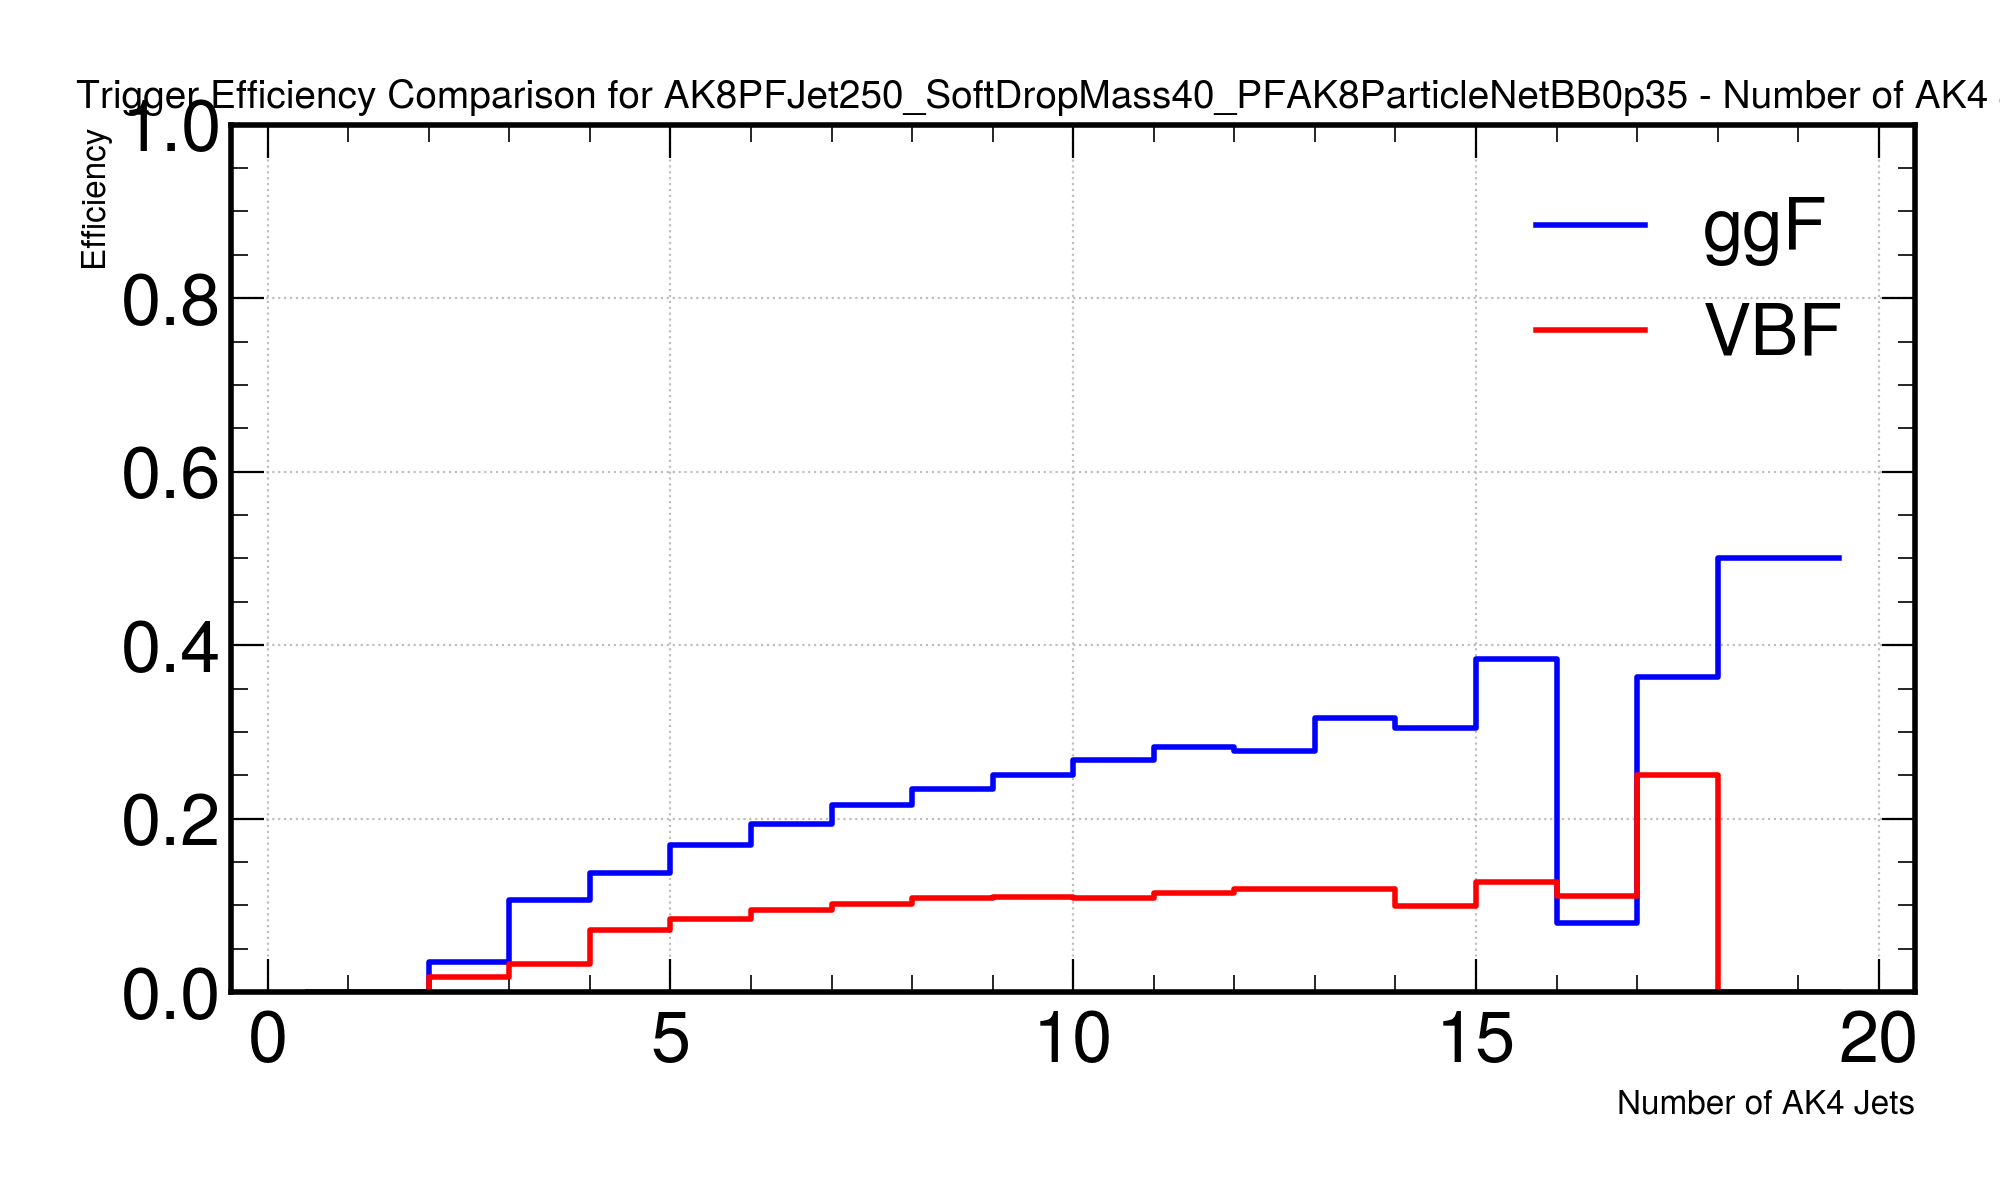 Trigger Efficiency Comparison for AK8PFJet250_SoftDropMass40_PFAK8ParticleNetBB0p35 - Number of AK4
Efficiency
1.0
0.8
0.6
0.4
0.2
0.0
ggF
VBF
0 5 10 15 20
Number of AK4 Jets